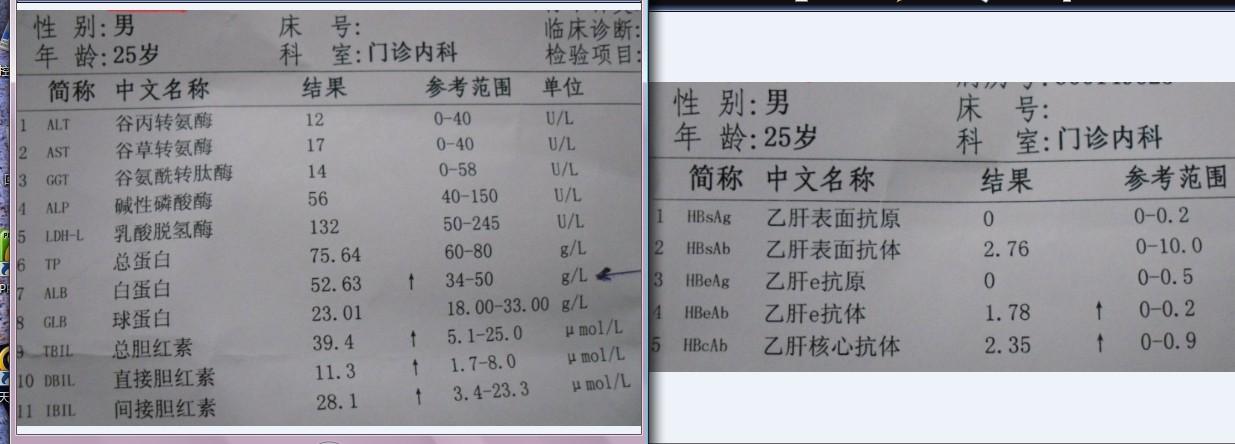 性 别:男 床 号:
临床诊断:
年 龄:25岁 科 室:门诊内科 检验项目:
简称 中文名称 结果 参考范围 单位
1 ALT 谷丙转氨酶 12 0-40 U/L
2 AST 谷草转氨酶 17 0-40 U/L
3 GGT 谷氨酰转肽酶 14 0-58 U/L
4 ALP 碱性磷酸酶 56 40-150 U/L
5 LDH-L 乳酸脱氢酶 132 50-245 U/L
6 TP 总蛋白 75.64 60-80 g/L
7 ALB 白蛋白 52.63 ↑ 34-50 g/L
8 GLB 球蛋白 23.01 18.00-33.00 g/L
9 TBIL 总胆红素 39.4 ↑ 5.1-25.0 μmol/L
10 DBIL 直接胆红素 11.3 ↑ 1.7-8.0 μmol/L
11 IBIL 间接胆红素 28.1 ↑ 3.4-23.3 μmol/L
性 别:男 床 号:
年 龄:25岁 科 室:门诊内科
简称 中文名称 结果 参考范围
1 HBsAg 乙肝表面抗原 0 0-0.2
2 HBsAb 乙肝表面抗体 2.76 0-10.0
3 HBeAg 乙肝e抗原 0 0-0.5
4 HBeAb 乙肝e抗体 1.78 ↑ 0-0.2
5 HBcAb 乙肝核心抗体 2.35 ↑ 0-0.9